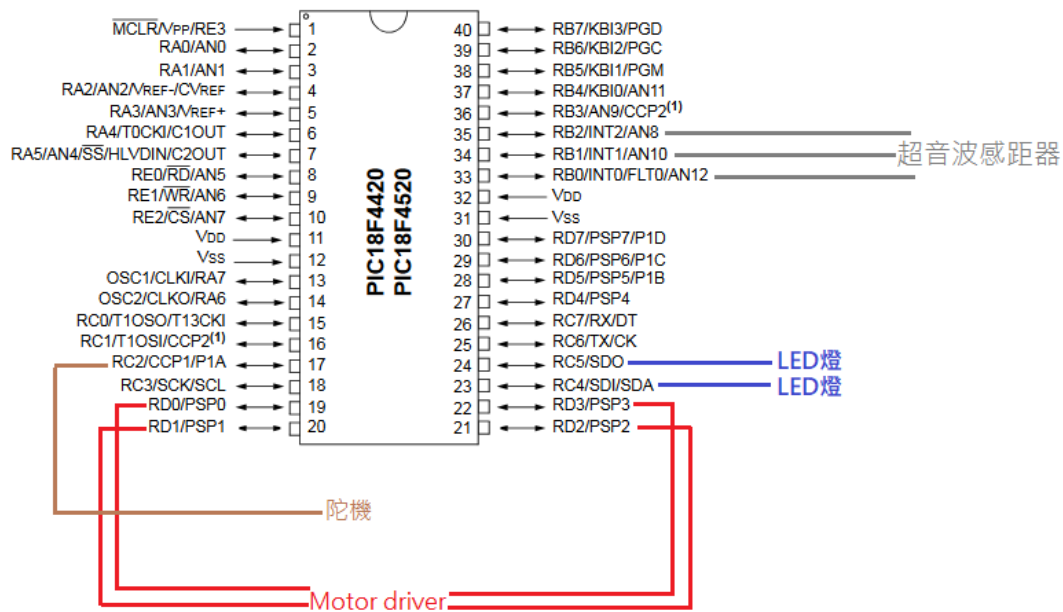 MCLR/VPP/RE3 1
RA0/AN0 2
RA1/AN1 3
RA2/AN2/VREF-/CVREF 4
RA3/AN3/VREF+ 5
RA4/T0CKI/C1OUT 6
RA5/AN4/SS/HLVDIN/C2OUT 7
RE0/RD/AN5 8
RE1/WR/AN6 9
RE2/CS/AN7 10
VDD 11
VSS 12
OSC1/CLKI/RA7 13
OSC2/CLKO/RA6 14
RC0/T1OSO/T13CKI 15
RC1/T1OSI/CCP2(1) 16
RC2/CCP1/P1A 17
RC3/SCK/SCL 18
RD0/PSP0 19
RD1/PSP1 20
PIC18F4420
PIC18F4520
40 RB7/KBI3/PGD
39 RB6/KBI2/PGC
38 RB5/KBI1/PGM
37 RB4/KBI0/AN11
36 RB3/AN9/CCP2(1)
35 RB2/INT2/AN8
34 RB1/INT1/AN10
33 RB0/INT0/FLT0/AN12
32 VDD
31 VSS
30 RD7/PSP7/P1D
29 RD6/PSP6/P1C
28 RD5/PSP5/P1B
27 RD4/PSP4
26 RC7/RX/DT
25 RC6/TX/CK
24 RC5/SDO
23 RC4/SDI/SDA
22 RD3/PSP3
21 RD2/PSP2
超音波感距器
LED燈
LED燈
陀機
Motor driver